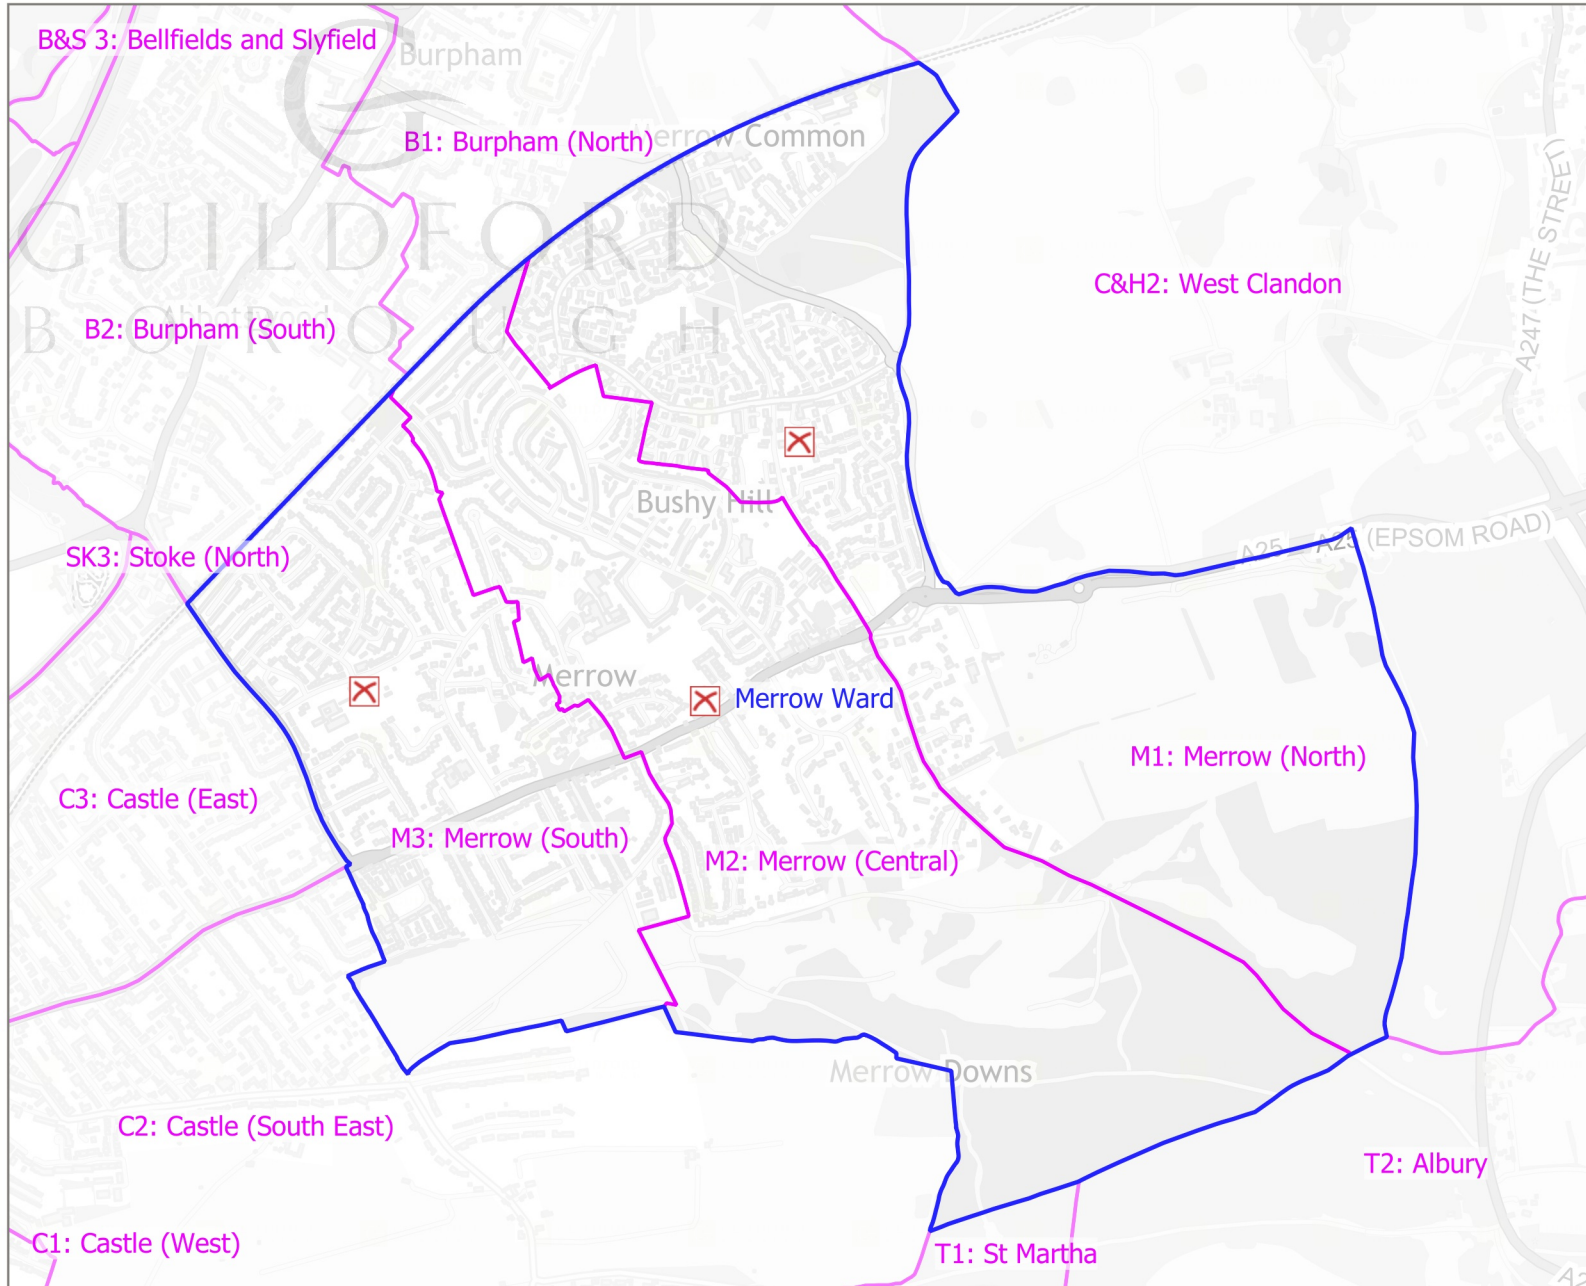 B&S 3: Bellfields and Slyfield
Burpham
B1: Burpham (North)
Merrow Common
GUILDFORD
C&H2: West Clandon
A247 (THE STREET)
B2: Burpham (South)
BOROUGH
Bushy Hill
A25
A25 (EPSOM ROAD)
SK3: Stoke (North)
Merrow
Merrow Ward
M1: Merrow (North)
C3: Castle (East)
M3: Merrow (South)
M2: Merrow (Central)
Merrow Downs
C2: Castle (South East)
T2: Albury
C1: Castle (West)
T1: St Martha